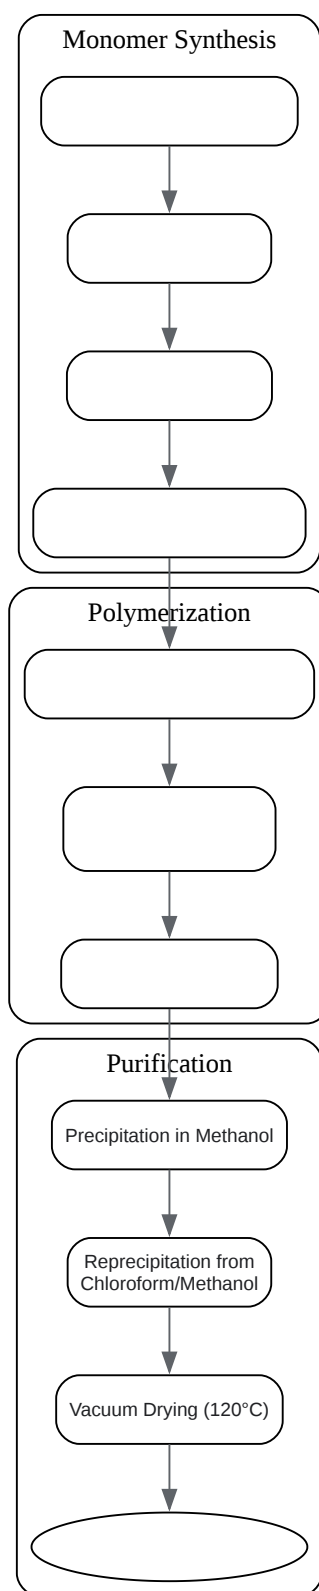 Monomer Synthesis
Polymerization
Purification
Precipitation in Methanol
Reprecipitation from
Chloroform/Methanol
Vacuum Drying (120°C)